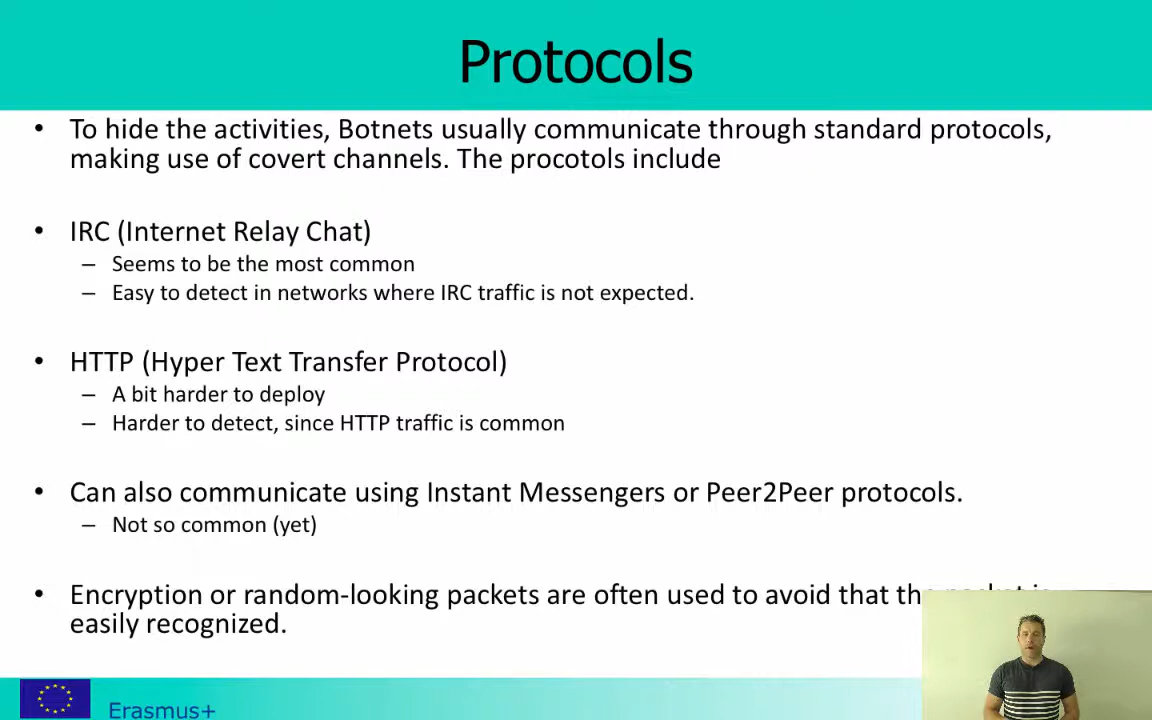 Protocols
• To hide the activities, Botnets usually communicate through standard protocols,
making use of covert channels. The procotols include
• IRC (Internet Relay Chat)
– Seems to be the most common
– Easy to detect in networks where IRC traffic is not expected.
• HTTP (Hyper Text Transfer Protocol)
– A bit harder to deploy
– Harder to detect, since HTTP traffic is common
• Can also communicate using Instant Messengers or Peer2Peer protocols.
– Not so common (yet)
• Encryption or random-looking packets are often used to avoid that
easily recognized.
Erasmus+